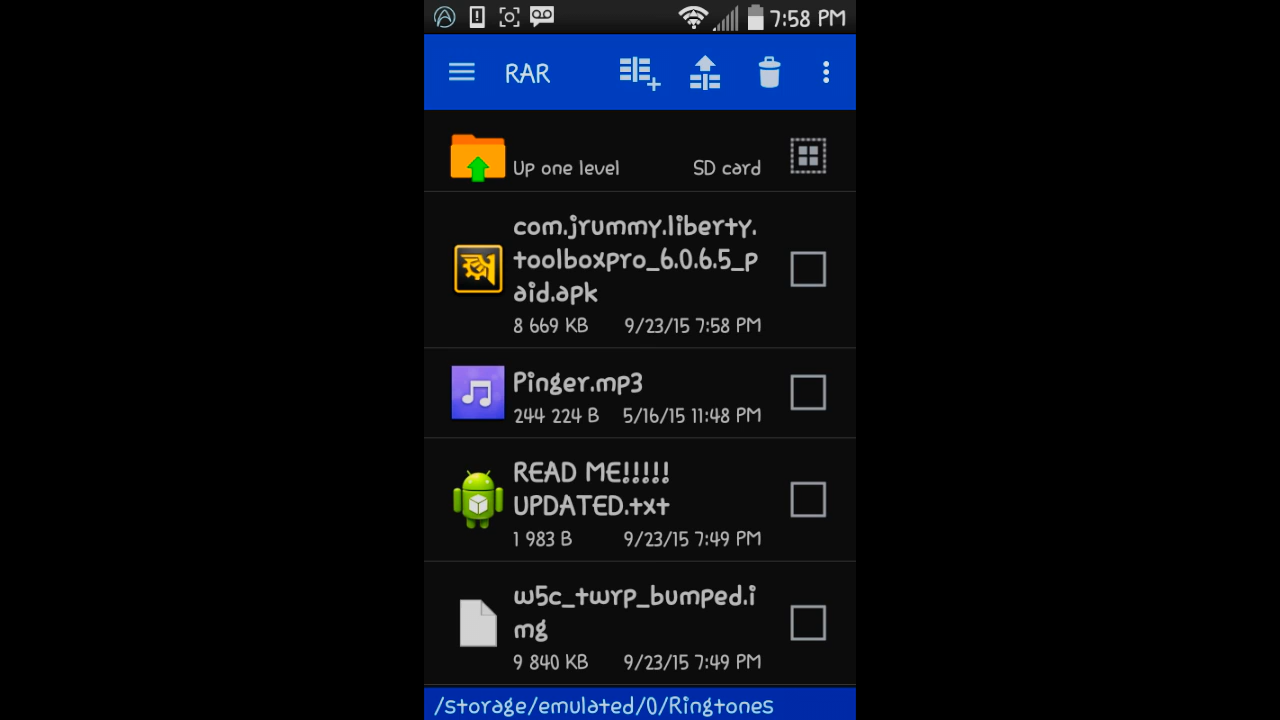 7:58 PM
RAR
Up one level SD card
com.jrummy.liberty.
toolboxpro_6.0.6.5_p
aid.apk
8 669 KB 9/23/15 7:58 PM
Pinger.mp3
244 224 B 5/16/15 11:48 PM
READ ME!!!!!
UPDATED.txt
1 983 B 9/23/15 7:49 PM
w5c_twrp_bumped.i
mg
9 840 KB 9/23/15 7:49 PM
/storage/emulated/0/Ringtones